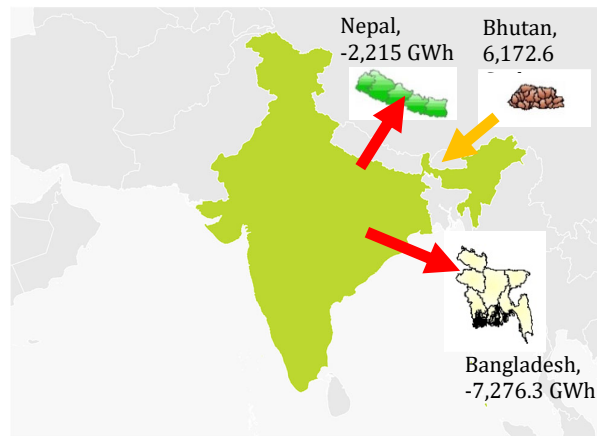 Nepal,
-2,215 GWh
Bhutan,
6,172.6
Bangladesh,
-7,276.3 GWh